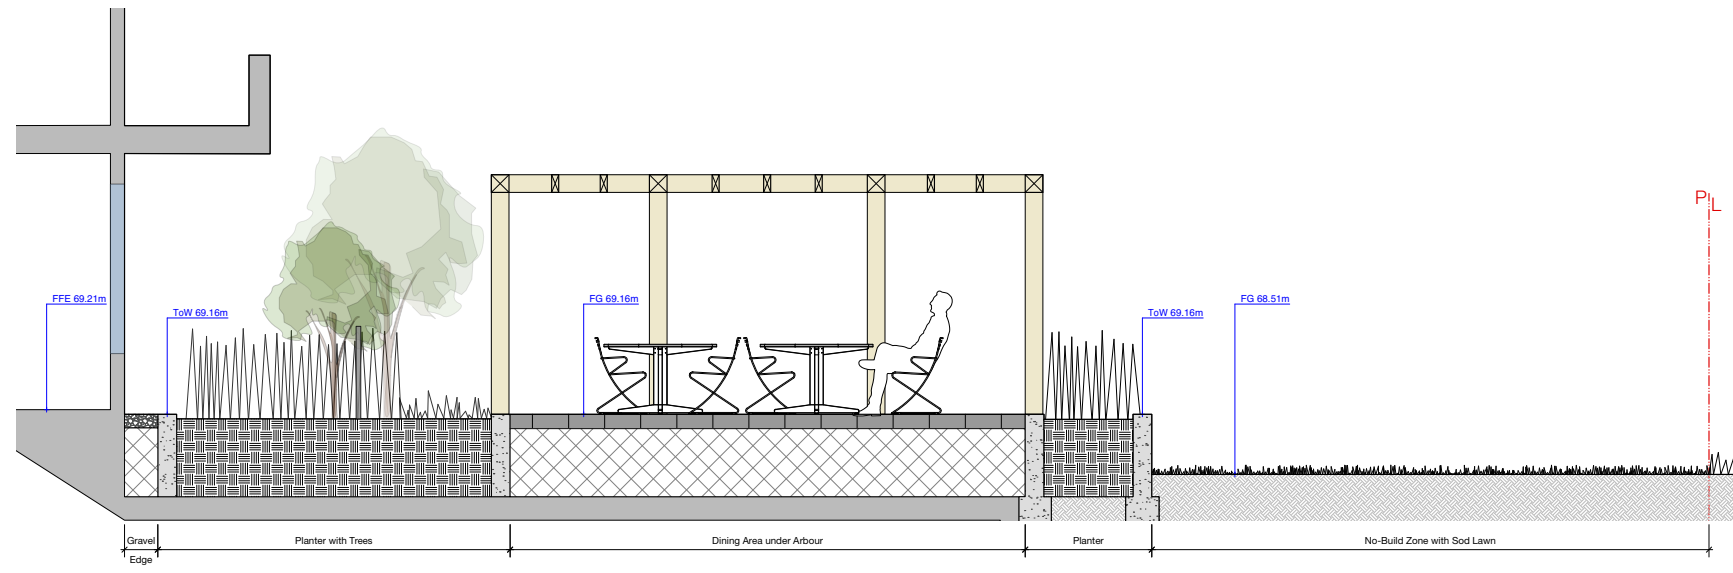 PL
FFE 69.21m
FG 69.16m
FG 68.51m
ToW 69.16m
ToW 69.16m
Gravel
Edge
Planter with Trees
Dining Area under Arbour
Planter
No-Build Zone with Sod Lawn